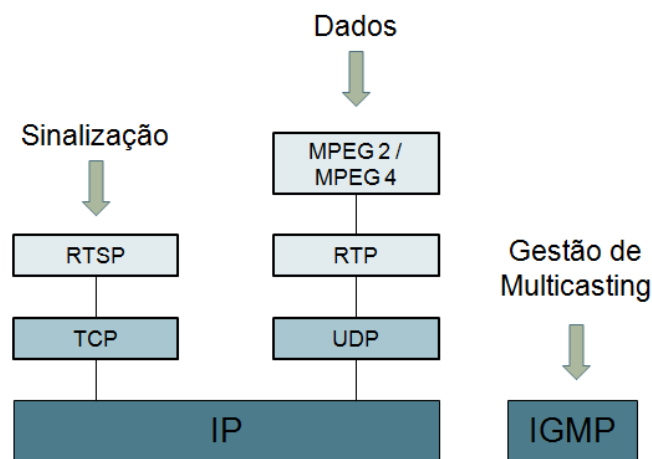 Dados
Sinalização
MPEG 2 /
MPEG 4
RTSP
RTP
Gestão de
Multicasting
TCP
UDP
IP
IGMP